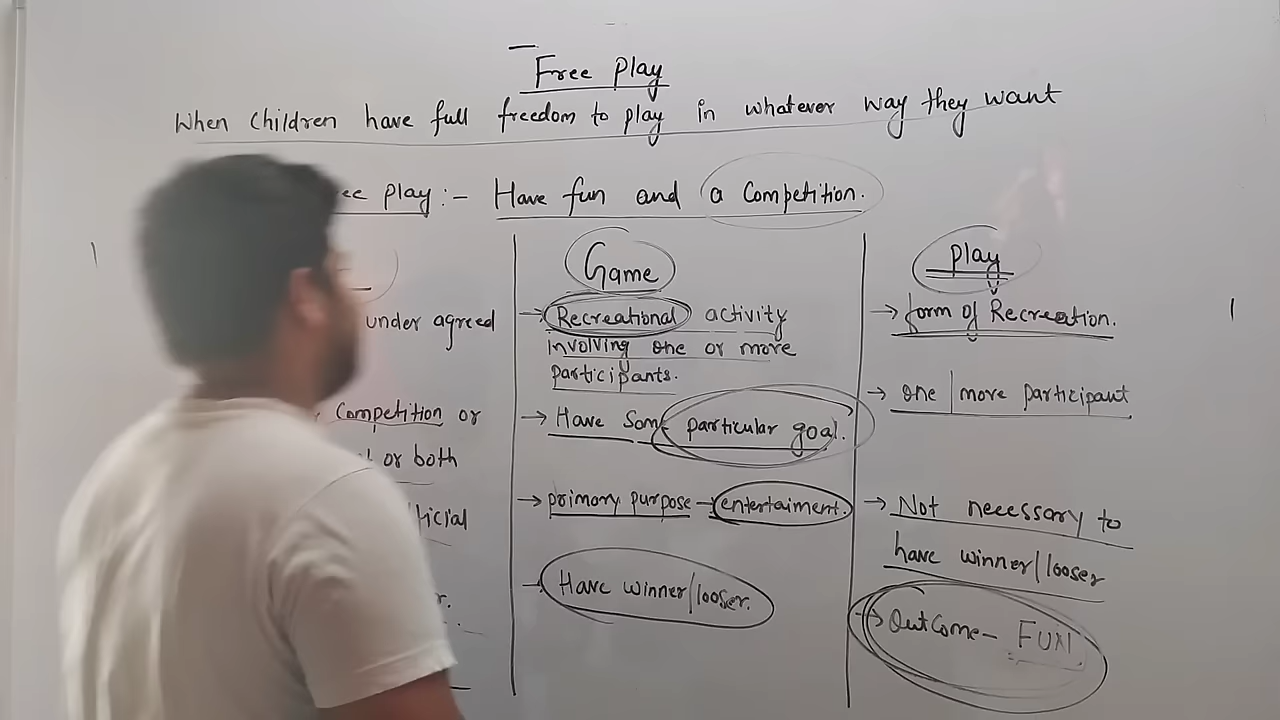 Free play
When children have full freedom to play in whatever way they want
play :- Have fun and a Competition.
under agreed
Competition or
or both
Game
→ Recreational activity
involving one or more
participants.
→ Have some particular goal.
→ primary purpose → entertaiment.
→ Have winner/looser.
play
→ form of Recreation.
→ one/more participant
→ Not necessary to
have winner/looser
→ Outcome - FUN